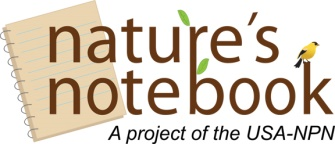 nature's
notebook
A project of the USA-NPN